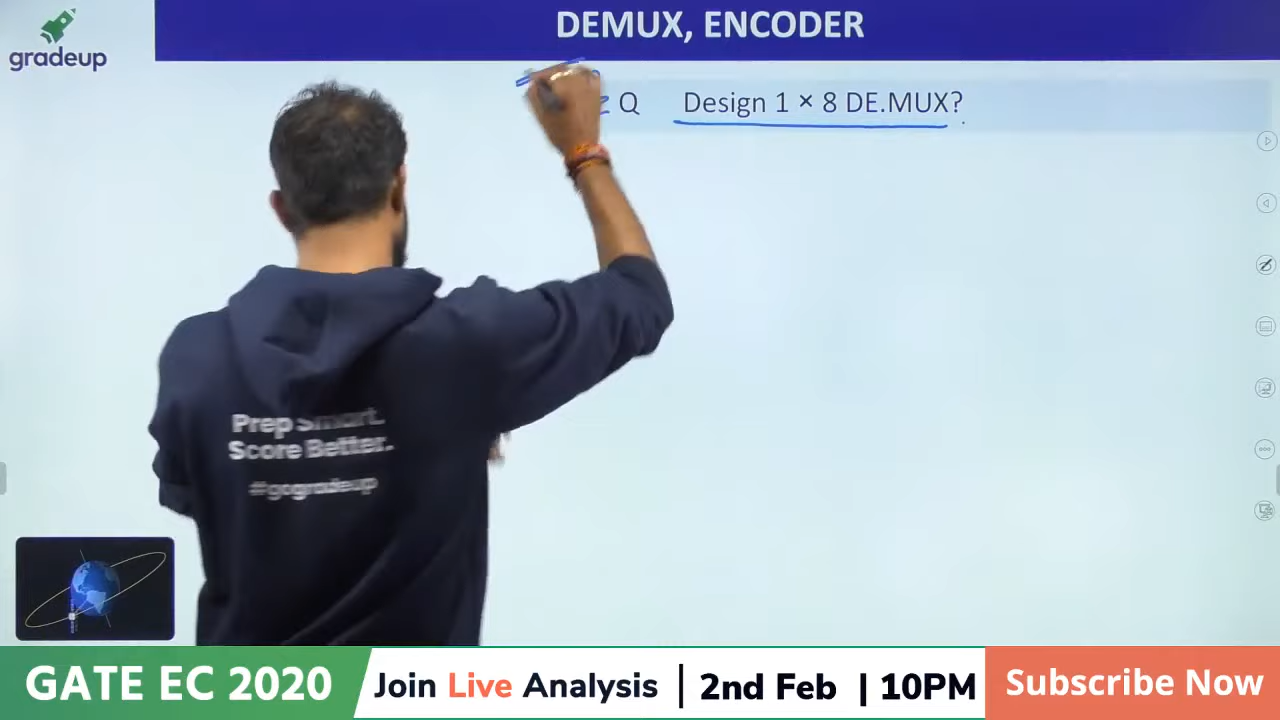 DEMUX, ENCODER
gradeup
Q Design 1 × 8 DE.MUX?
Prep Smart.
Score Better.
#gogradeup
GATE EC 2020
Join Live Analysis | 2nd Feb | 10PM
Subscribe Now